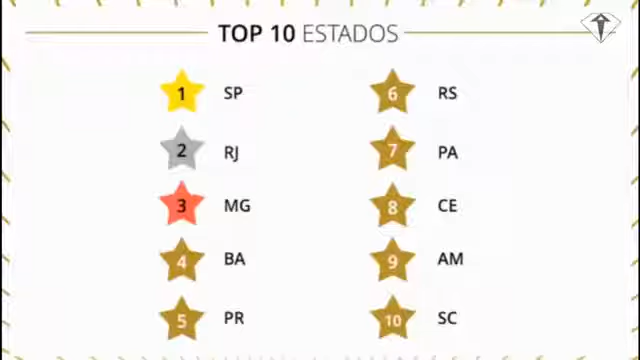 TOP 10 ESTADOS
1 SP
2 RJ
3 MG
4 BA
5 PR
6 RS
7 PA
8 CE
9 AM
10 SC